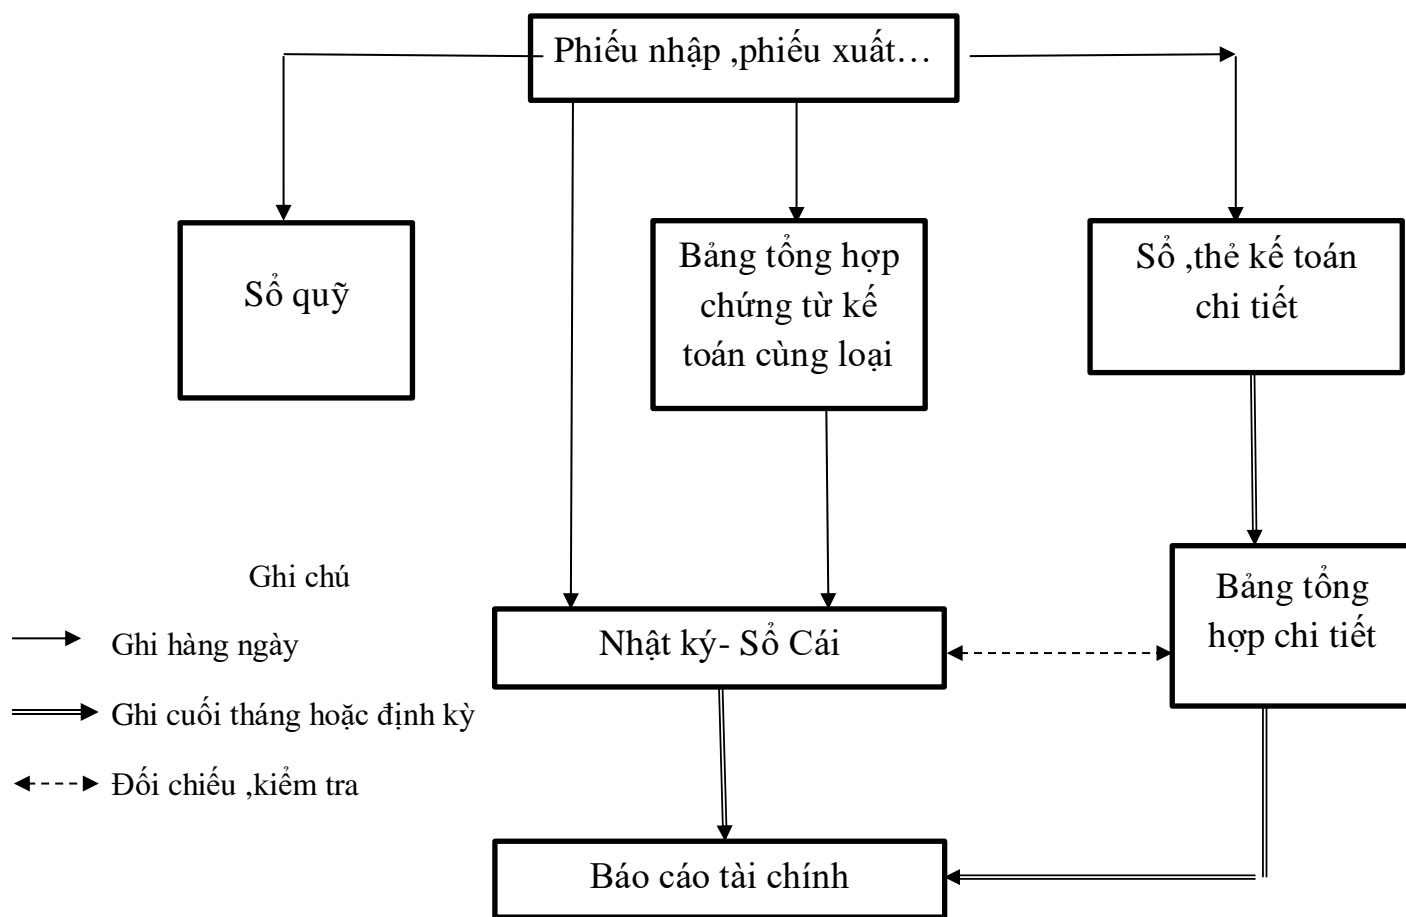 Phiếu nhập ,phiếu xuất…
Sổ quỹ
Bảng tổng hợp
chứng từ kế
toán cùng loại
Sổ ,thẻ kế toán
chi tiết
Ghi chú
Ghi hàng ngày
Ghi cuối tháng hoặc định kỳ
Đối chiếu ,kiểm tra
Nhật ký- Sổ Cái
Bảng tổng
hợp chi tiết
Báo cáo tài chính